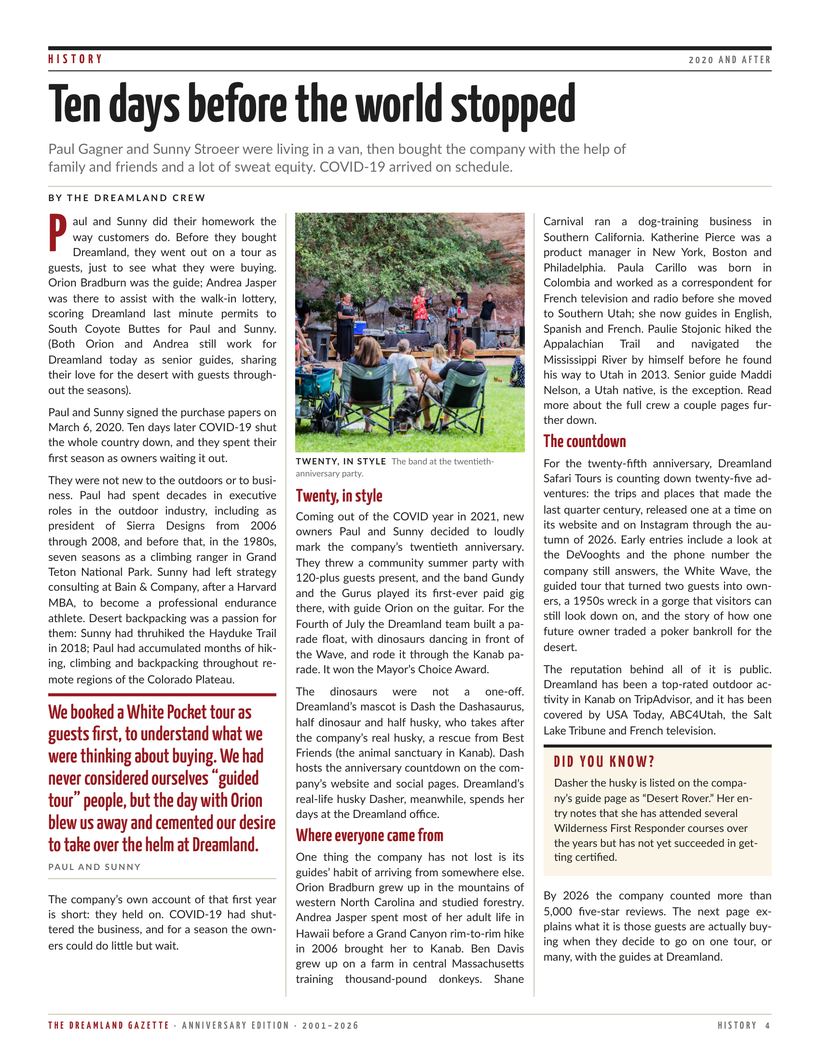 HISTORY
2020 AND AFTER
Ten days before the world stopped
Paul Gagner and Sunny Stroeer were living in a van, then bought the company with the help of
family and friends and a lot of sweat equity. COVID-19 arrived on schedule.
BY THE DREAMLAND CREW
Paul and Sunny did their homework the
way customers do. Before they bought
Dreamland, they went out on a tour as
guests, just to see what they were buying.
Orion Bradburn was the guide; Andrea Jasper
was there to assist with the walk-in lottery,
scoring Dreamland last minute permits to
South Coyote Buttes for Paul and Sunny.
(Both Orion and Andrea still work for
Dreamland today as senior guides, sharing
their love for the desert with guests through-
out the seasons).
Paul and Sunny signed the purchase papers on
March 6, 2020. Ten days later COVID-19 shut
the whole country down, and they spent their
first season as owners waiting it out.
They were not new to the outdoors or to busi-
ness. Paul had spent decades in executive
roles in the outdoor industry, including as
president of Sierra Designs from 2006
through 2008, and before that, in the 1980s,
seven seasons as a climbing ranger in Grand
Teton National Park. Sunny had left strategy
consulting at Bain & Company, after a Harvard
MBA, to become a professional endurance
athlete. Desert backpacking was a passion for
them: Sunny had thruhiked the Hayduke Trail
in 2018; Paul had accumulated months of hik-
ing, climbing and backpacking throughout re-
mote regions of the Colorado Plateau.
We booked a White Pocket tour as
guests first, to understand what we
were thinking about buying. We had
never considered ourselves “guided
tour” people, but the day with Orion
blew us away and cemented our desire
to take over the helm at Dreamland.
PAUL AND SUNNY
The company’s own account of that first year
is short: they held on. COVID-19 had shut-
tered the business, and for a season the own-
ers could do little but wait.
TWENTY, IN STYLE The band at the twentieth-
anniversary party.
Twenty, in style
Coming out of the COVID year in 2021, new
owners Paul and Sunny decided to loudly
mark the company’s twentieth anniversary.
They threw a community summer party with
120-plus guests present, and the band Gundy
and the Gurus played its first-ever paid gig
there, with guide Orion on the guitar. For the
Fourth of July the Dreamland team built a pa-
rade float, with dinosaurs dancing in front of
the Wave, and rode it through the Kanab pa-
rade. It won the Mayor’s Choice Award.
The dinosaurs were not a one-off.
Dreamland’s mascot is Dash the Dashasaurus,
half dinosaur and half husky, who takes after
the company’s real husky, a rescue from Best
Friends (the animal sanctuary in Kanab). Dash
hosts the anniversary countdown on the com-
pany’s website and social pages. Dreamland’s
real-life husky Dasher, meanwhile, spends her
days at the Dreamland office.
Where everyone came from
One thing the company has not lost is its
guides’ habit of arriving from somewhere else.
Orion Bradburn grew up in the mountains of
western North Carolina and studied forestry.
Andrea Jasper spent most of her adult life in
Hawaii before a Grand Canyon rim-to-rim hike
in 2006 brought her to Kanab. Ben Davis
grew up on a farm in central Massachusetts
training thousand-pound donkeys. Shane
Carnival ran a dog-training business in
Southern California. Katherine Pierce was a
product manager in New York, Boston and
Philadelphia. Paula Carillo was born in
Colombia and worked as a correspondent for
French television and radio before she moved
to Southern Utah; she now guides in English,
Spanish and French. Paulie Stojonic hiked the
Appalachian Trail and navigated the
Mississippi River by himself before he found
his way to Utah in 2013. Senior guide Maddi
Nelson, a Utah native, is the exception. Read
more about the full crew a couple pages fur-
ther down.
The countdown
For the twenty-fifth anniversary, Dreamland
Safari Tours is counting down twenty-five ad-
ventures: the trips and places that made the
last quarter century, released one at a time on
its website and on Instagram through the au-
tumn of 2026. Early entries include a look at
the DeVooghts and the phone number the
company still answers, the White Wave, the
guided tour that turned two guests into own-
ers, a 1950s wreck in a gorge that visitors can
still look down on, and the story of how one
future owner traded a poker bankroll for the
desert.
The reputation behind all of it is public.
Dreamland has been a top-rated outdoor ac-
tivity in Kanab on TripAdvisor, and it has been
covered by USA Today, ABC4Utah, the Salt
Lake Tribune and French television.
DID YOU KNOW?
Dasher the husky is listed on the compa-
ny’s guide page as “Desert Rover.” Her en-
try notes that she has attended several
Wilderness First Responder courses over
the years but has not yet succeeded in get-
ting certified.
By 2026 the company counted more than
5,000 five-star reviews. The next page ex-
plains what it is those guests are actually buy-
ing when they decide to go on one tour, or
many, with the guides at Dreamland.
THE DREAMLAND GAZETTE · ANNIVERSARY EDITION · 2001–2026
HISTORY 4